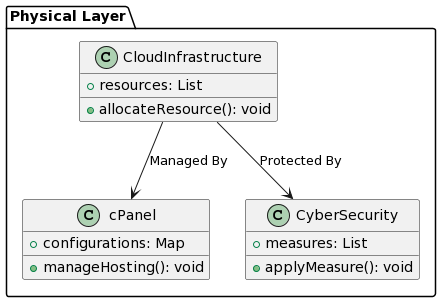 Physical Layer
C CloudInfrastructure
resources: List
allocateResource(): void
Managed By
Protected By
C cPanel
configurations: Map
manageHosting(): void
C CyberSecurity
measures: List
applyMeasure(): void